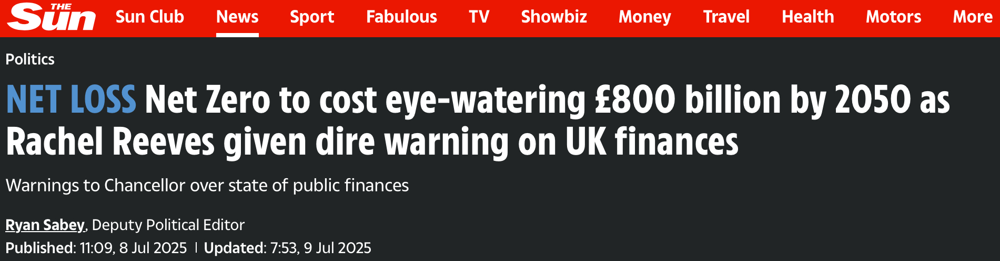 THE Sun Sun Club News Sport Fabulous TV Showbiz Money Travel Health Motors More
Politics
NET LOSS Net Zero to cost eye-watering £800 billion by 2050 as
Rachel Reeves given dire warning on UK finances
Warnings to Chancellor over state of public finances
Ryan Sabey, Deputy Political Editor
Published: 11:09, 8 Jul 2025 | Updated: 7:53, 9 Jul 2025